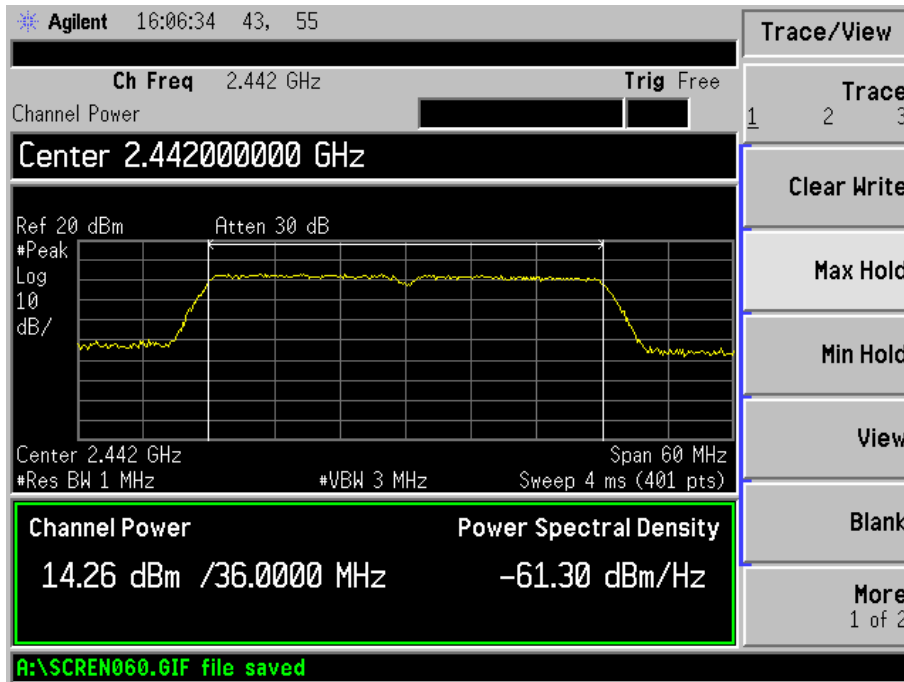 Agilent 16:06:34 43, 55
Trace/View
Ch Freq 2.442 GHz Trig Free
Channel Power
Trace
1 2 3
Center 2.442000000 GHz
Clear Write
Ref 20 dBm Atten 30 dB
#Peak
Log
10
dB/
Max Hold
Min Hold
Center 2.442 GHz Span 60 MHz
#Res BW 1 MHz #VBW 3 MHz Sweep 4 ms (401 pts)
View
Channel Power Power Spectral Density
14.26 dBm /36.0000 MHz -61.30 dBm/Hz
Blank
More
1 of 2
A:\SCREN060.GIF file saved